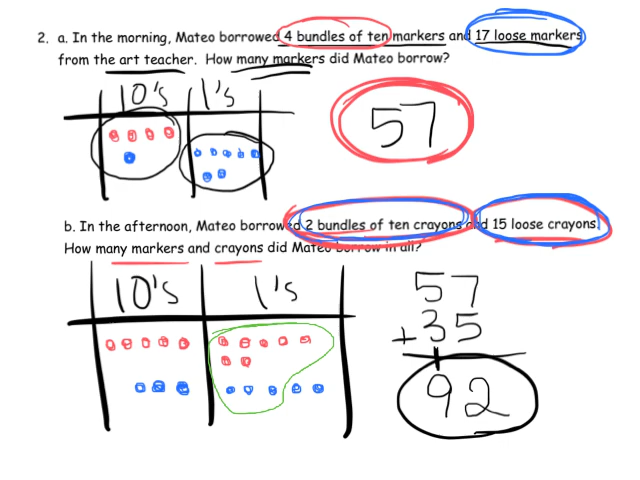 2. a. In the morning, Mateo borrowed 4 bundles of ten markers and 17 loose markers
from the art teacher. How many markers did Mateo borrow?
10's 1's
57
b. In the afternoon, Mateo borrowed 2 bundles of ten crayons and 15 loose crayons.
How many markers and crayons did Mateo borrow in all?
10's 1's
57
+35
92